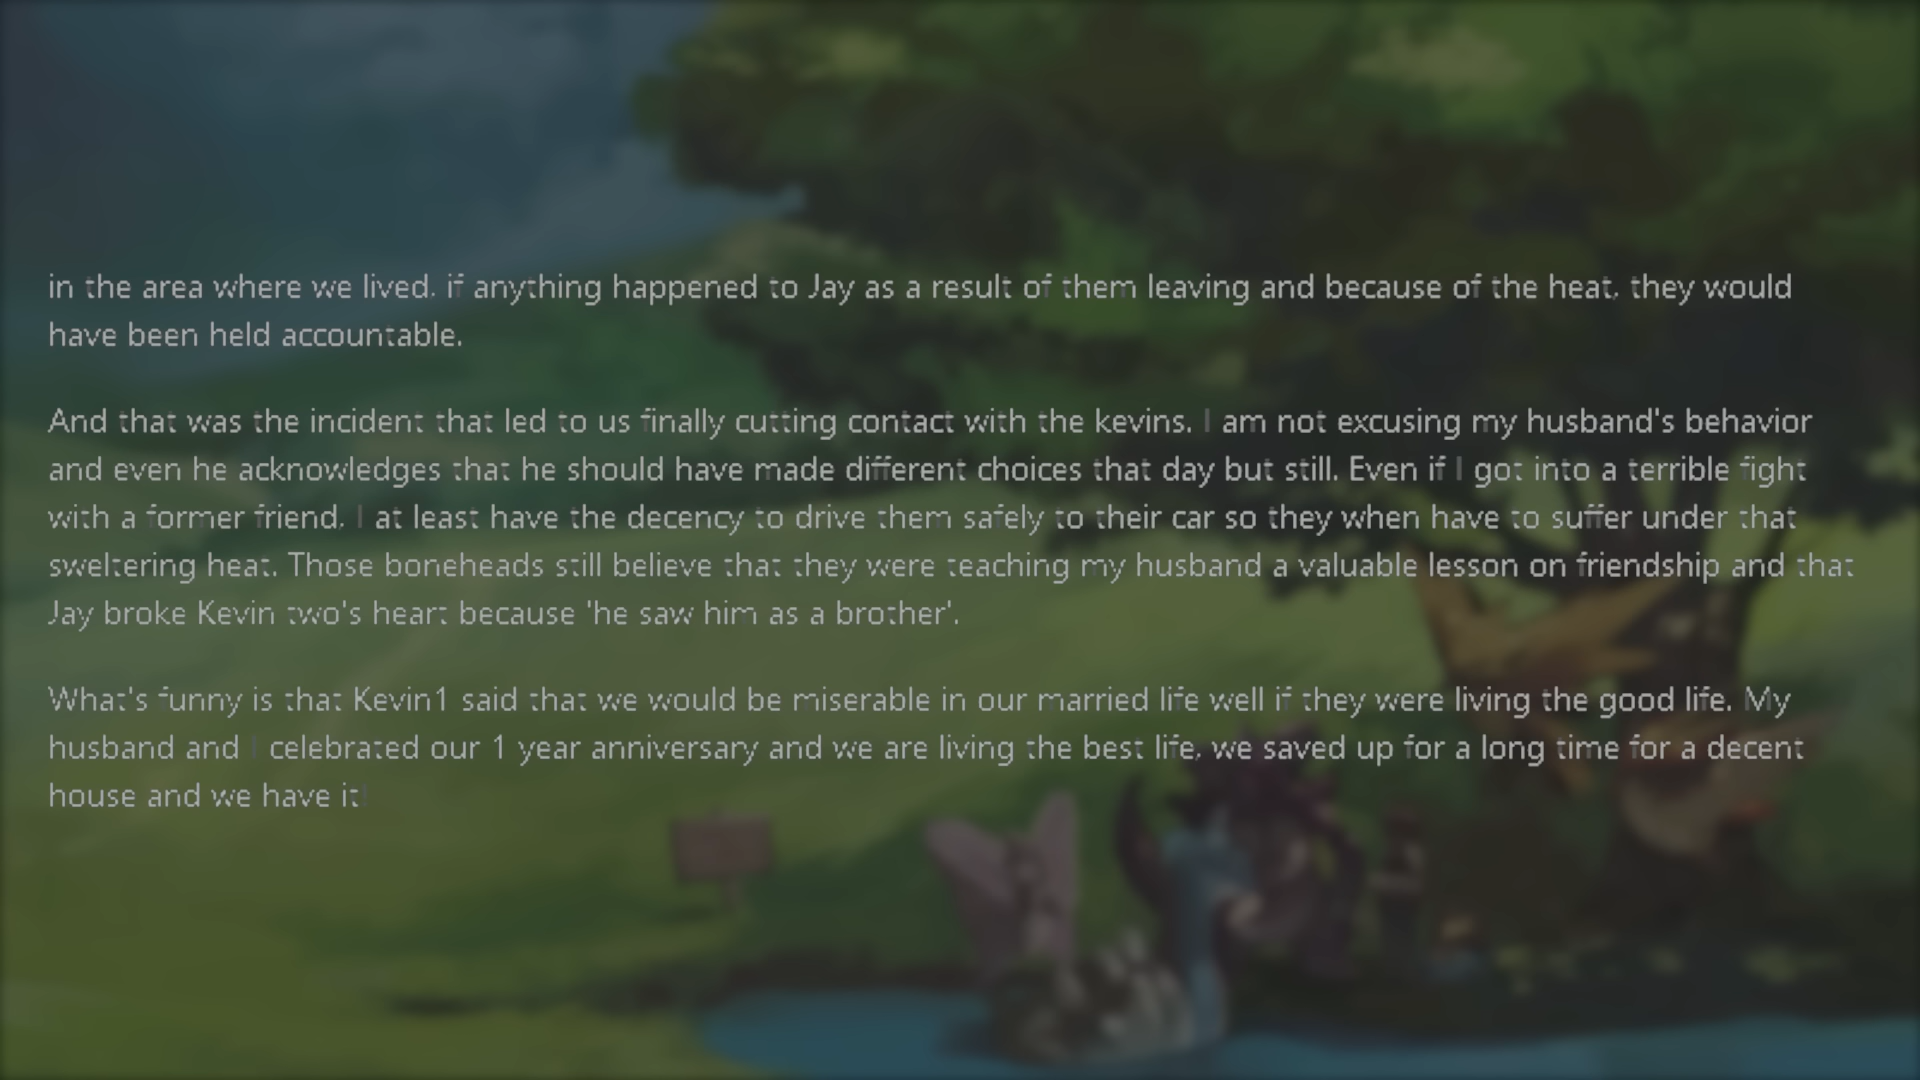 in the area where we lived, if anything happened to Jay as a result of them leaving and because of the heat, they would
have been held accountable.
And that was the incident that led to us finally cutting contact with the kevins. I am not excusing my husband's behavior
and even he acknowledges that he should have made different choices that day but still. Even if I got into a terrible fight
with a former friend, I at least have the decency to drive them safely to their car so they when have to suffer under that
sweltering heat. Those boneheads still believe that they were teaching my husband a valuable lesson on friendship and that
Jay broke Kevin two's heart because 'he saw him as a brother'.
What's funny is that Kevin1 said that we would be miserable in our married life well if they were living the good life. My
husband and I celebrated our 1 year anniversary and we are living the best life, we saved up for a long time for a decent
house and we have it!